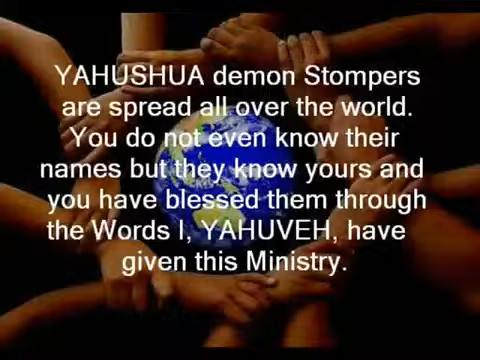 YAHUSHUA demon Stompers
are spread all over the world.
You do not even know their
names but they know yours and
you have blessed them through
the Words I, YAHUVEH, have
given this Ministry.